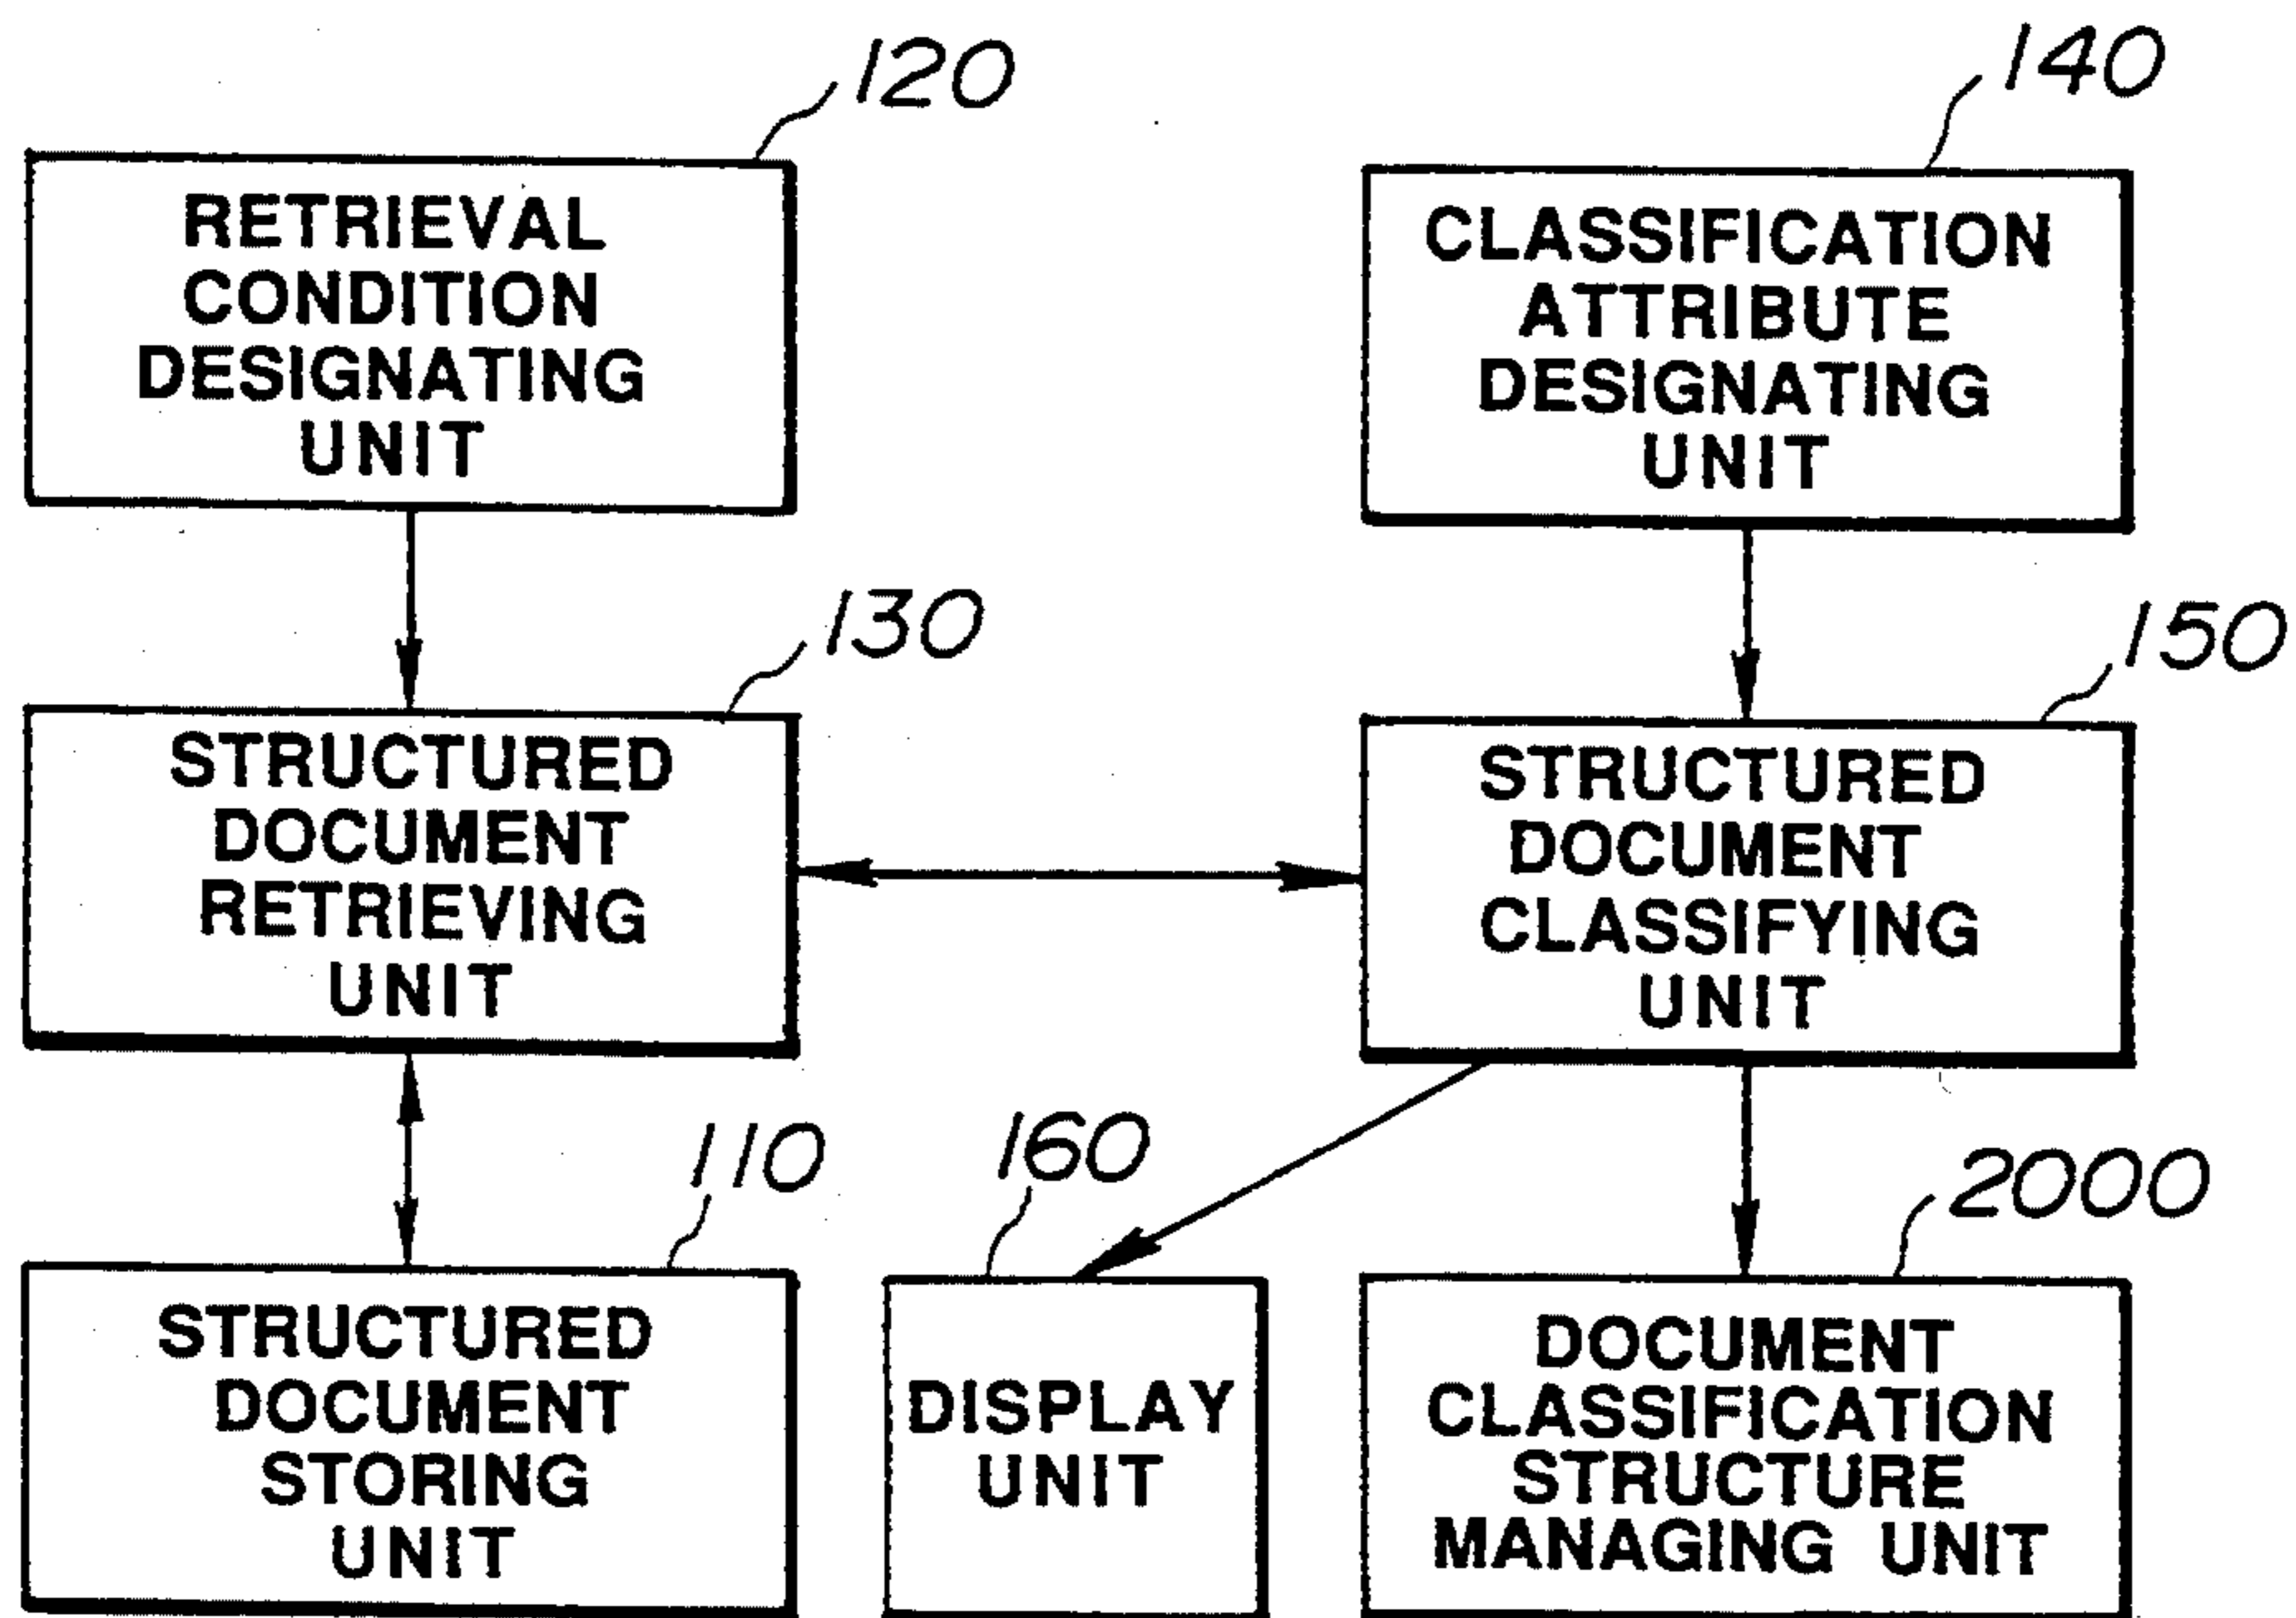 120
RETRIEVAL
CONDITION
DESIGNATING
UNIT
140
CLASSIFICATION
ATTRIBUTE
DESIGNATING
UNIT
130
STRUCTURED
DOCUMENT
RETRIEVING
UNIT
150
STRUCTURED
DOCUMENT
CLASSIFYING
UNIT
110
STRUCTURED
DOCUMENT
STORING
UNIT
160
DISPLAY
UNIT
2000
DOCUMENT
CLASSIFICATION
STRUCTURE
MANAGING UNIT